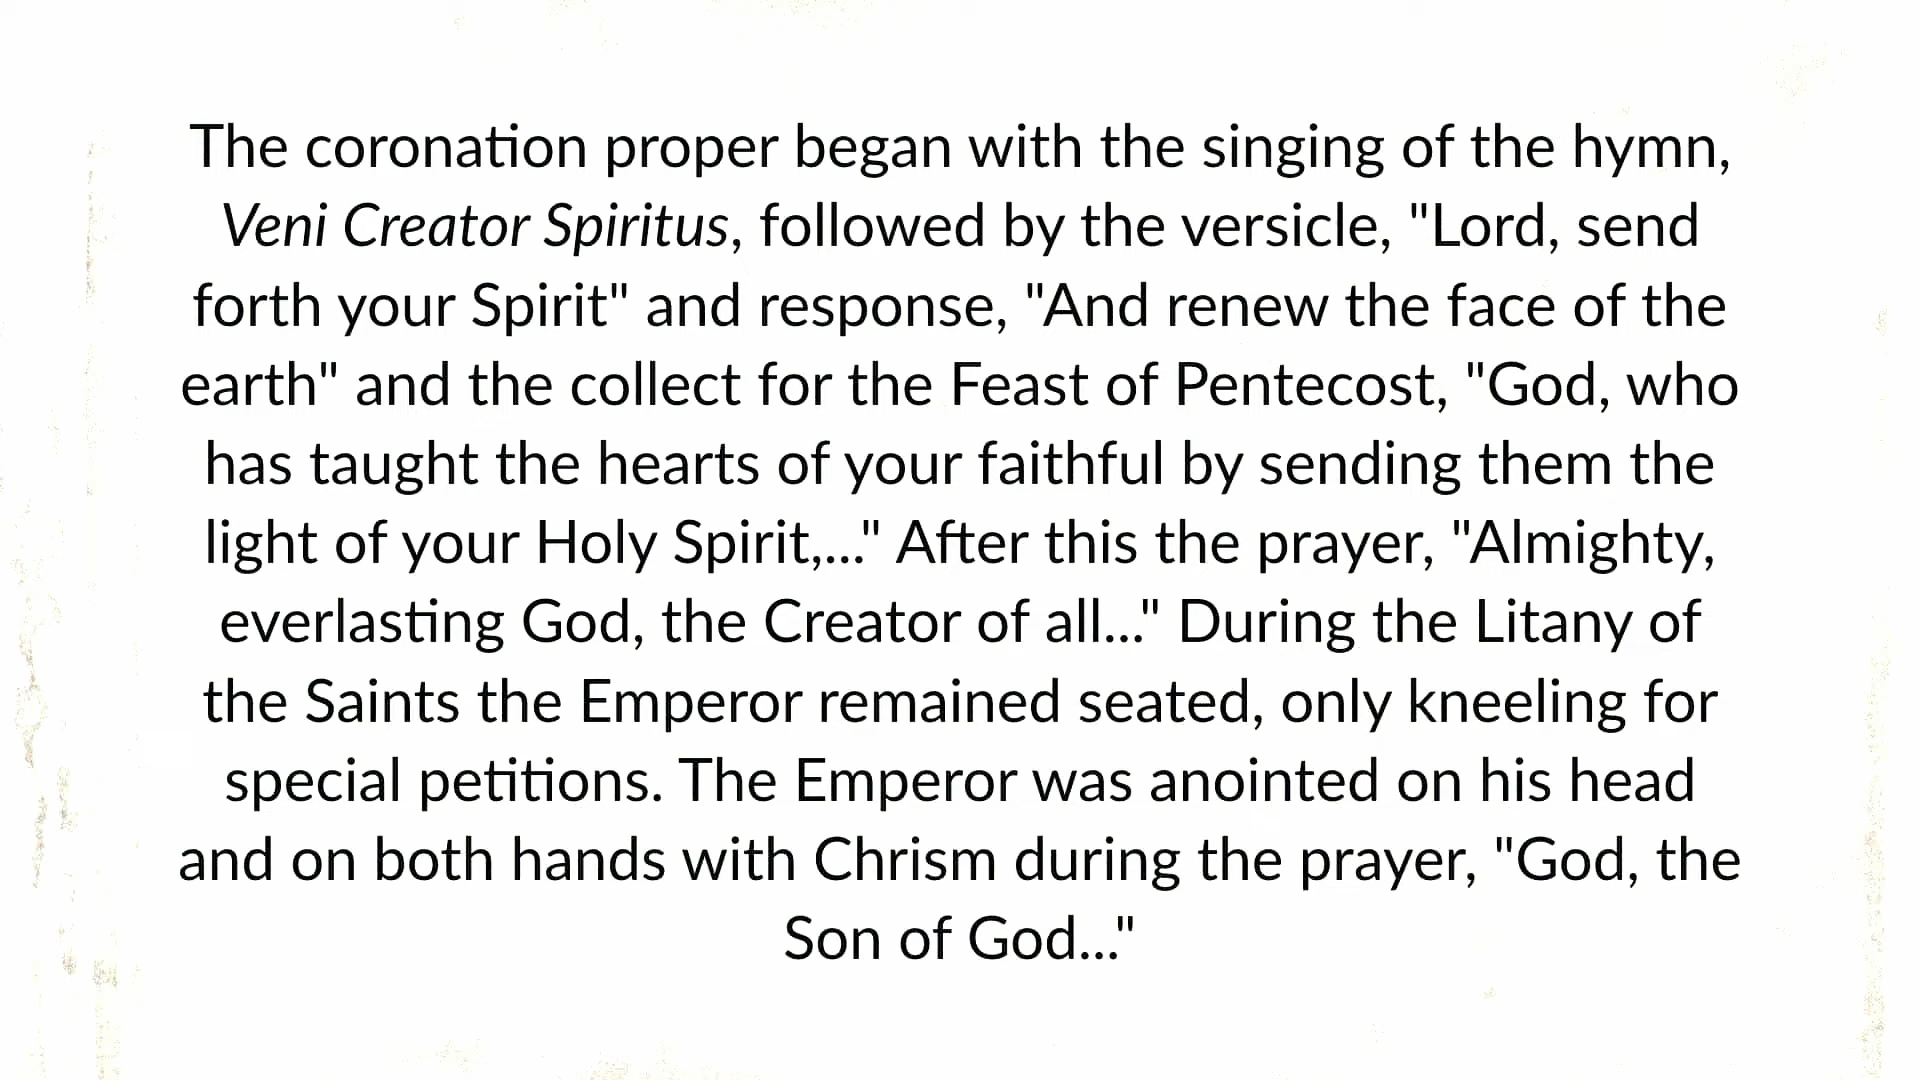 The coronation proper began with the singing of the hymn,
Veni Creator Spiritus, followed by the versicle, "Lord, send
forth your Spirit" and response, "And renew the face of the
earth" and the collect for the Feast of Pentecost, "God, who
has taught the hearts of your faithful by sending them the
light of your Holy Spirit,..." After this the prayer, "Almighty,
everlasting God, the Creator of all..." During the Litany of
the Saints the Emperor remained seated, only kneeling for
special petitions. The Emperor was anointed on his head
and on both hands with Chrism during the prayer, "God, the
Son of God..."